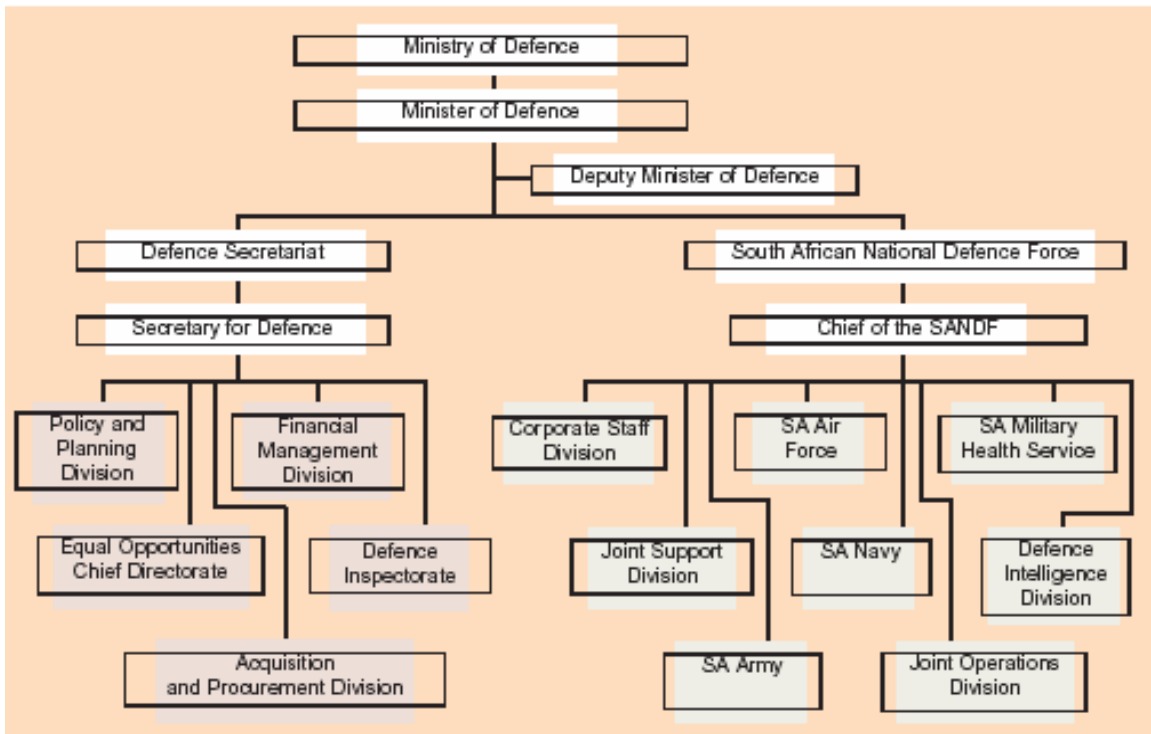 Ministry of Defence
Minister of Defence
Deputy Minister of Defence
Defence Secretariat
South African National Defence Force
Secretary for Defence
Chief of the SANDF
Policy and
Planning
Division
Financial
Management
Division
Corporate Staff
Division
SA Air
Force
SA Military
Health Service
Equal Opportunities
Chief Directorate
Defence
Inspectorate
Joint Support
Division
SA Navy
Defence
Intelligence
Division
Acquisition
and Procurement Division
SA Army
Joint Operations
Division